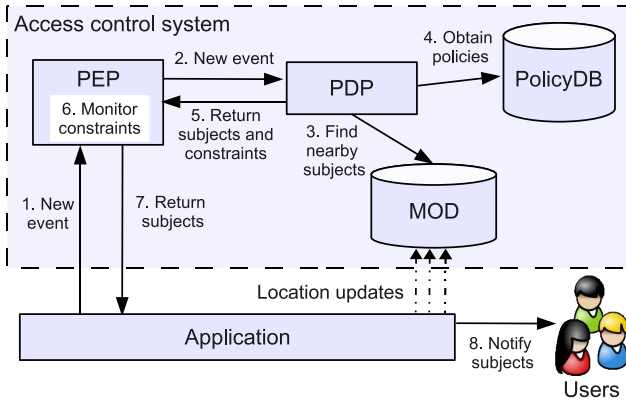 Access control system
PEP
2. New event
PDP
4. Obtain
policies
PolicyDB
6. Monitor
constraints
5. Return
subjects and
constraints
3. Find
nearby
subjects
MOD
1. New
event
7. Return
subjects
Location updates
Application
8. Notify
subjects
Users